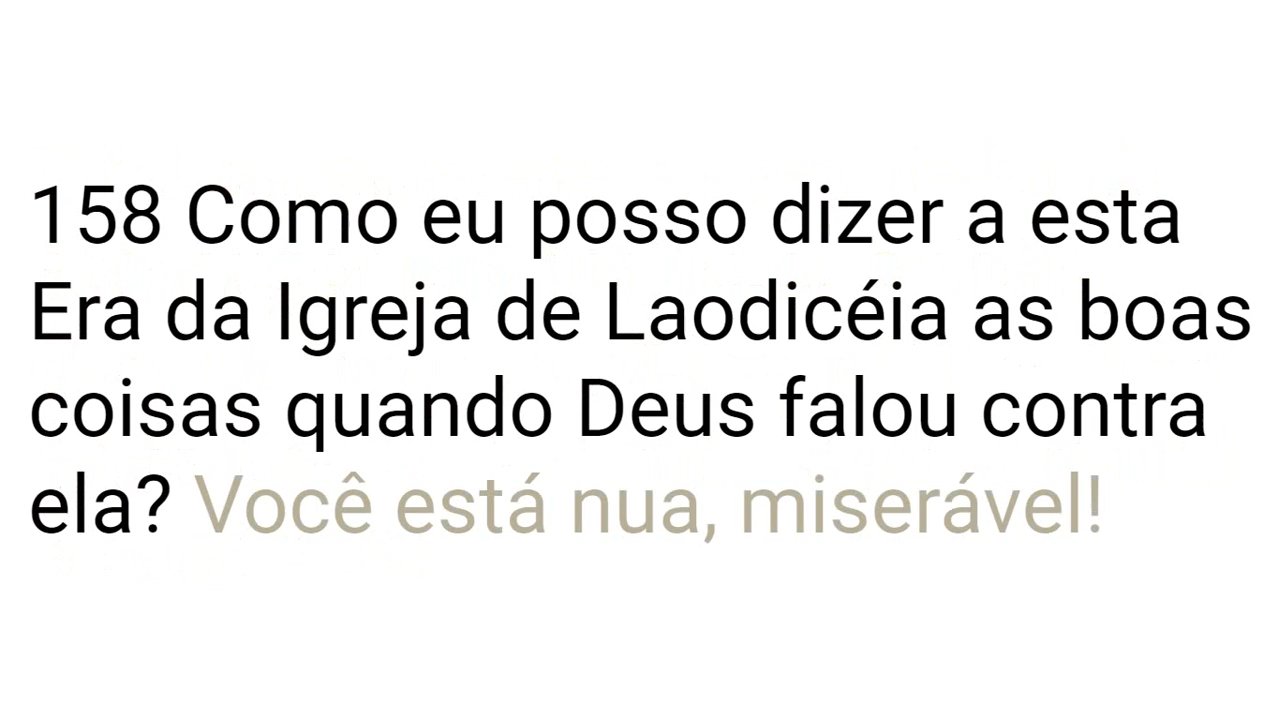 158 Como eu posso dizer a esta
Era da Igreja de Laodicéia as boas
coisas quando Deus falou contra
ela? Você está nua, miserável!